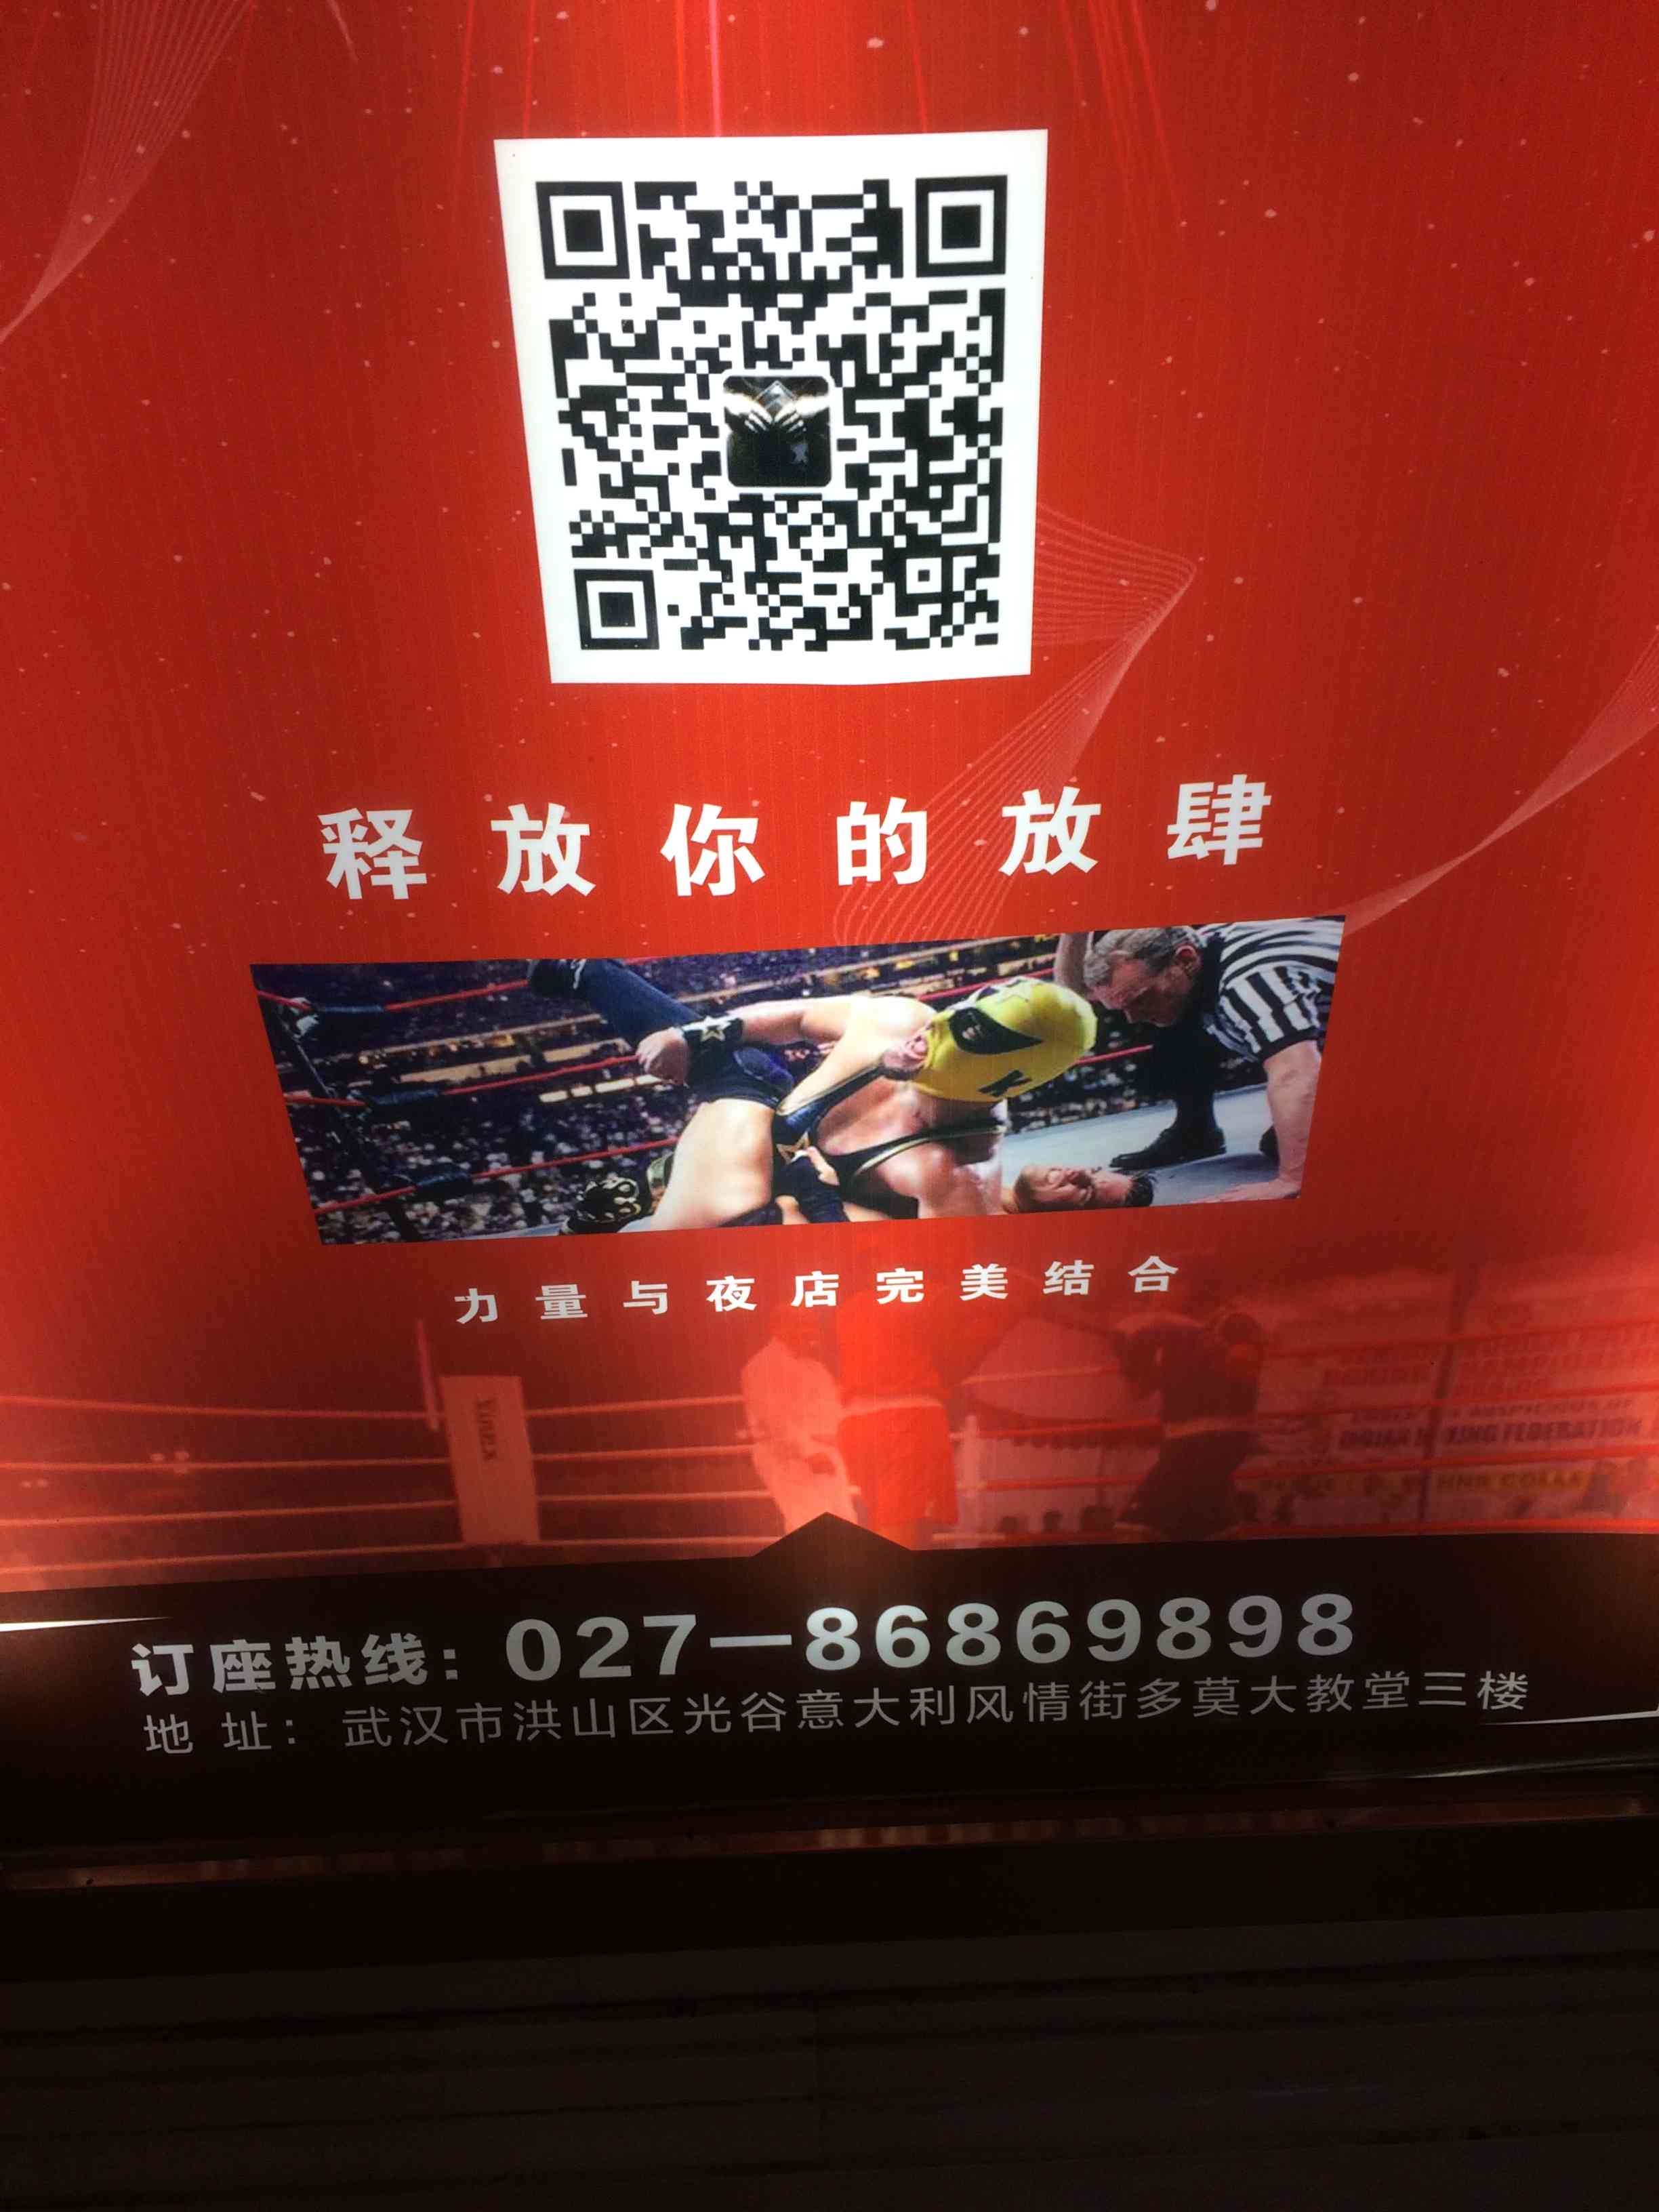 释放你的放肆
K
力量与夜店完美结合
订座热线：027—86869898
地 址：武汉市洪山区光谷意大利风情街多莫大教堂三楼